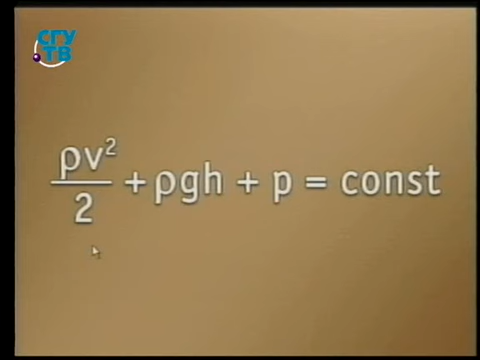 СГУ
ТВ
ρv²/2 + ρgh + p = const